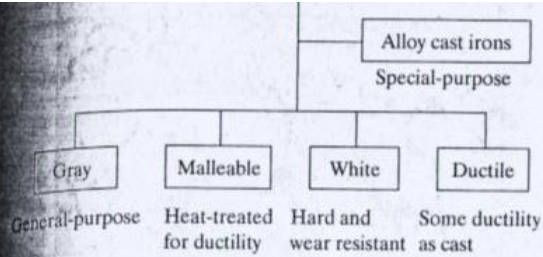 Alloy cast irons
Special-purpose
Gray
Malleable
White
Ductile
General-purpose
Heat-treated
for ductility
Hard and
wear resistant
Some ductility
as cast